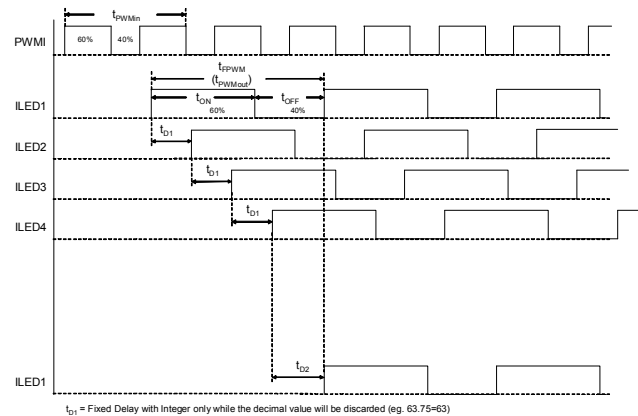 tPWMin
PWMI
60%
40%
tFPWM
(tPWMout)
tON
60%
tOFF
40%
ILED1
tD1
ILED2
tD1
ILED3
tD1
ILED4
tD2
ILED1
tD1 = Fixed Delay with Integer only while the decimal value will be discarded (eg. 63.75=63)